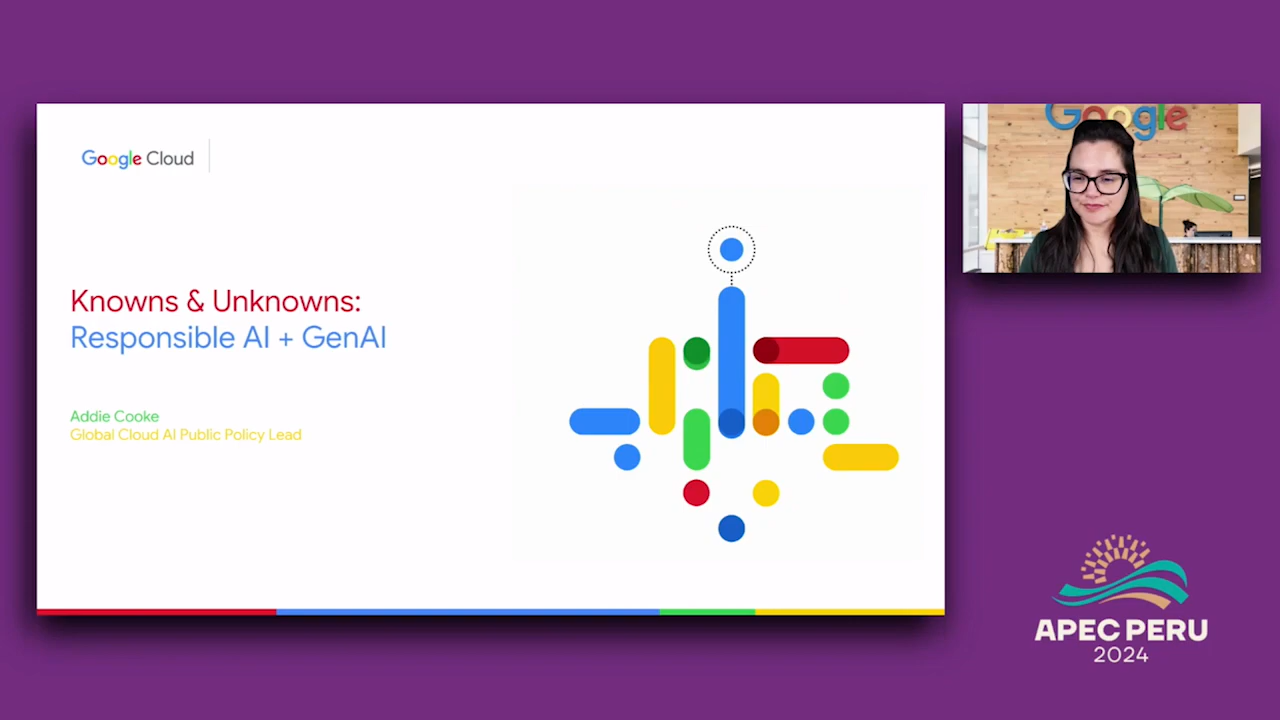 Google Cloud
Knowns & Unknowns:
Responsible AI + GenAI
Addie Cooke
Global Cloud AI Public Policy Lead
Google
APEC PERU
2024